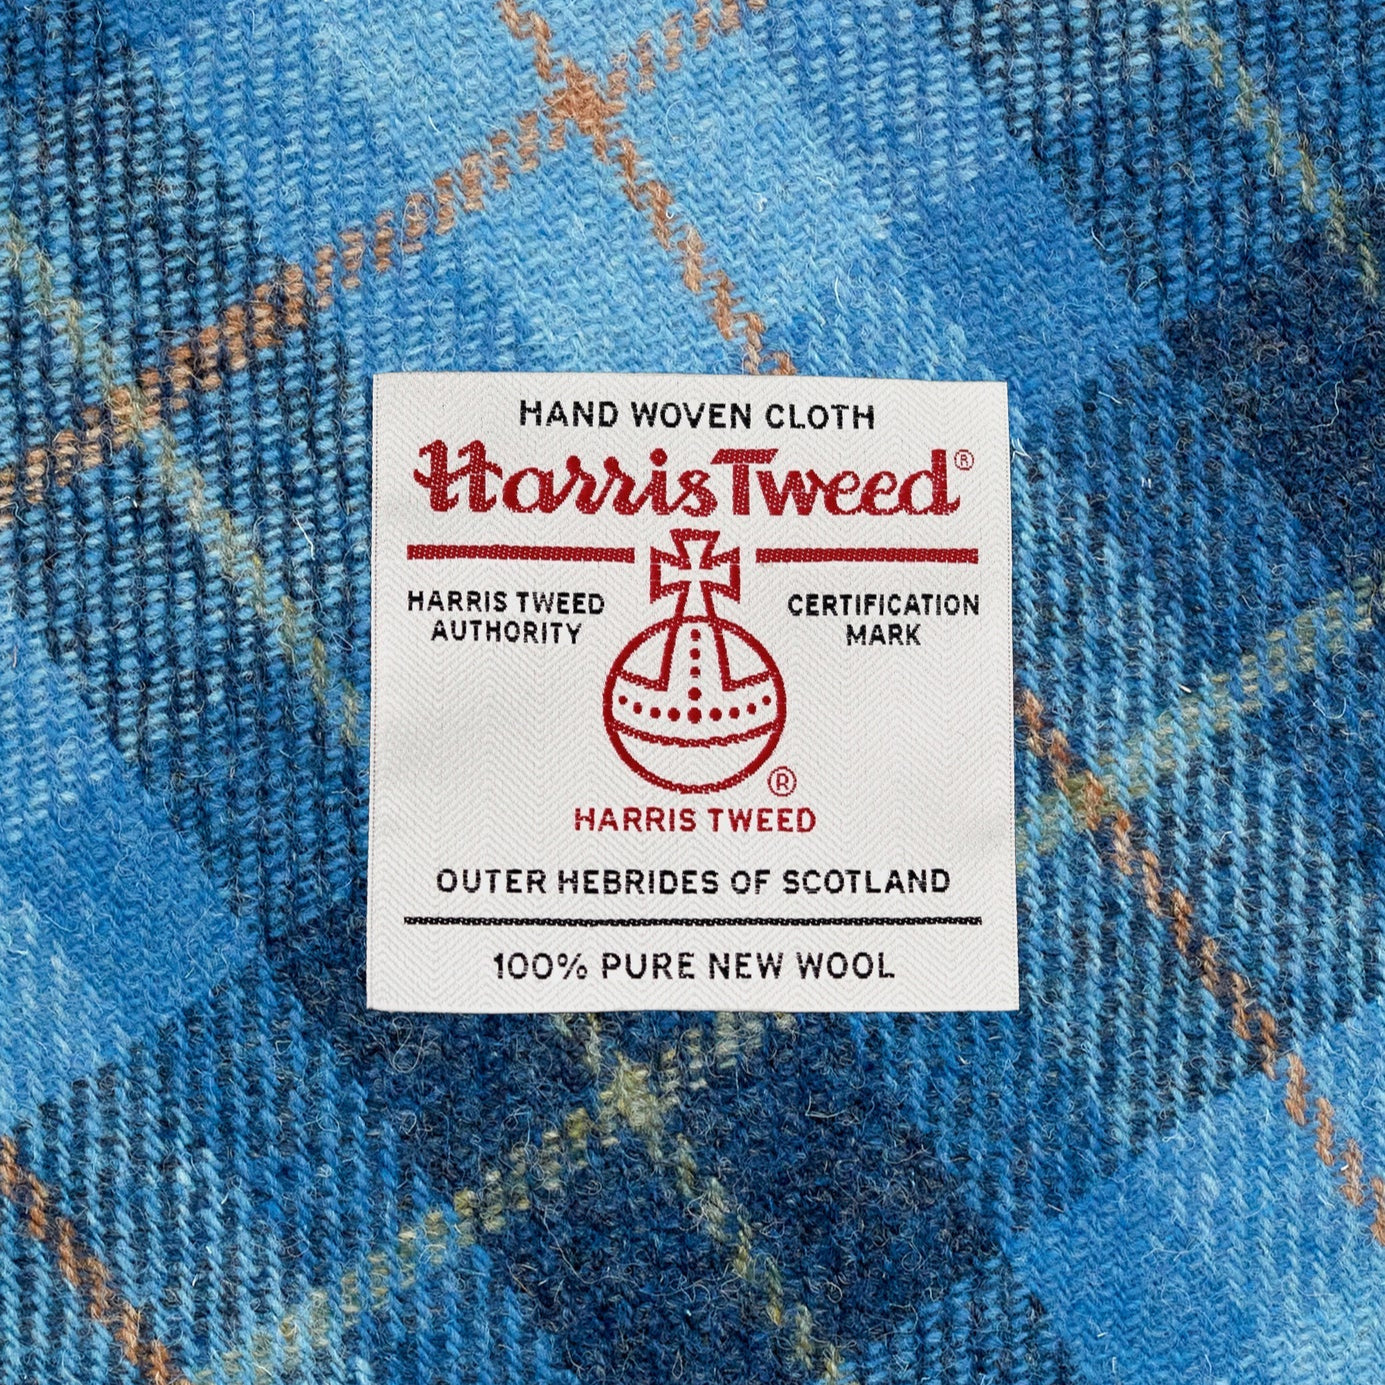 HAND WOVEN CLOTH
Harris Tweed®
HARRIS TWEED
AUTHORITY
CERTIFICATION
MARK
®
HARRIS TWEED
OUTER HEBRIDES OF SCOTLAND
100% PURE NEW WOOL